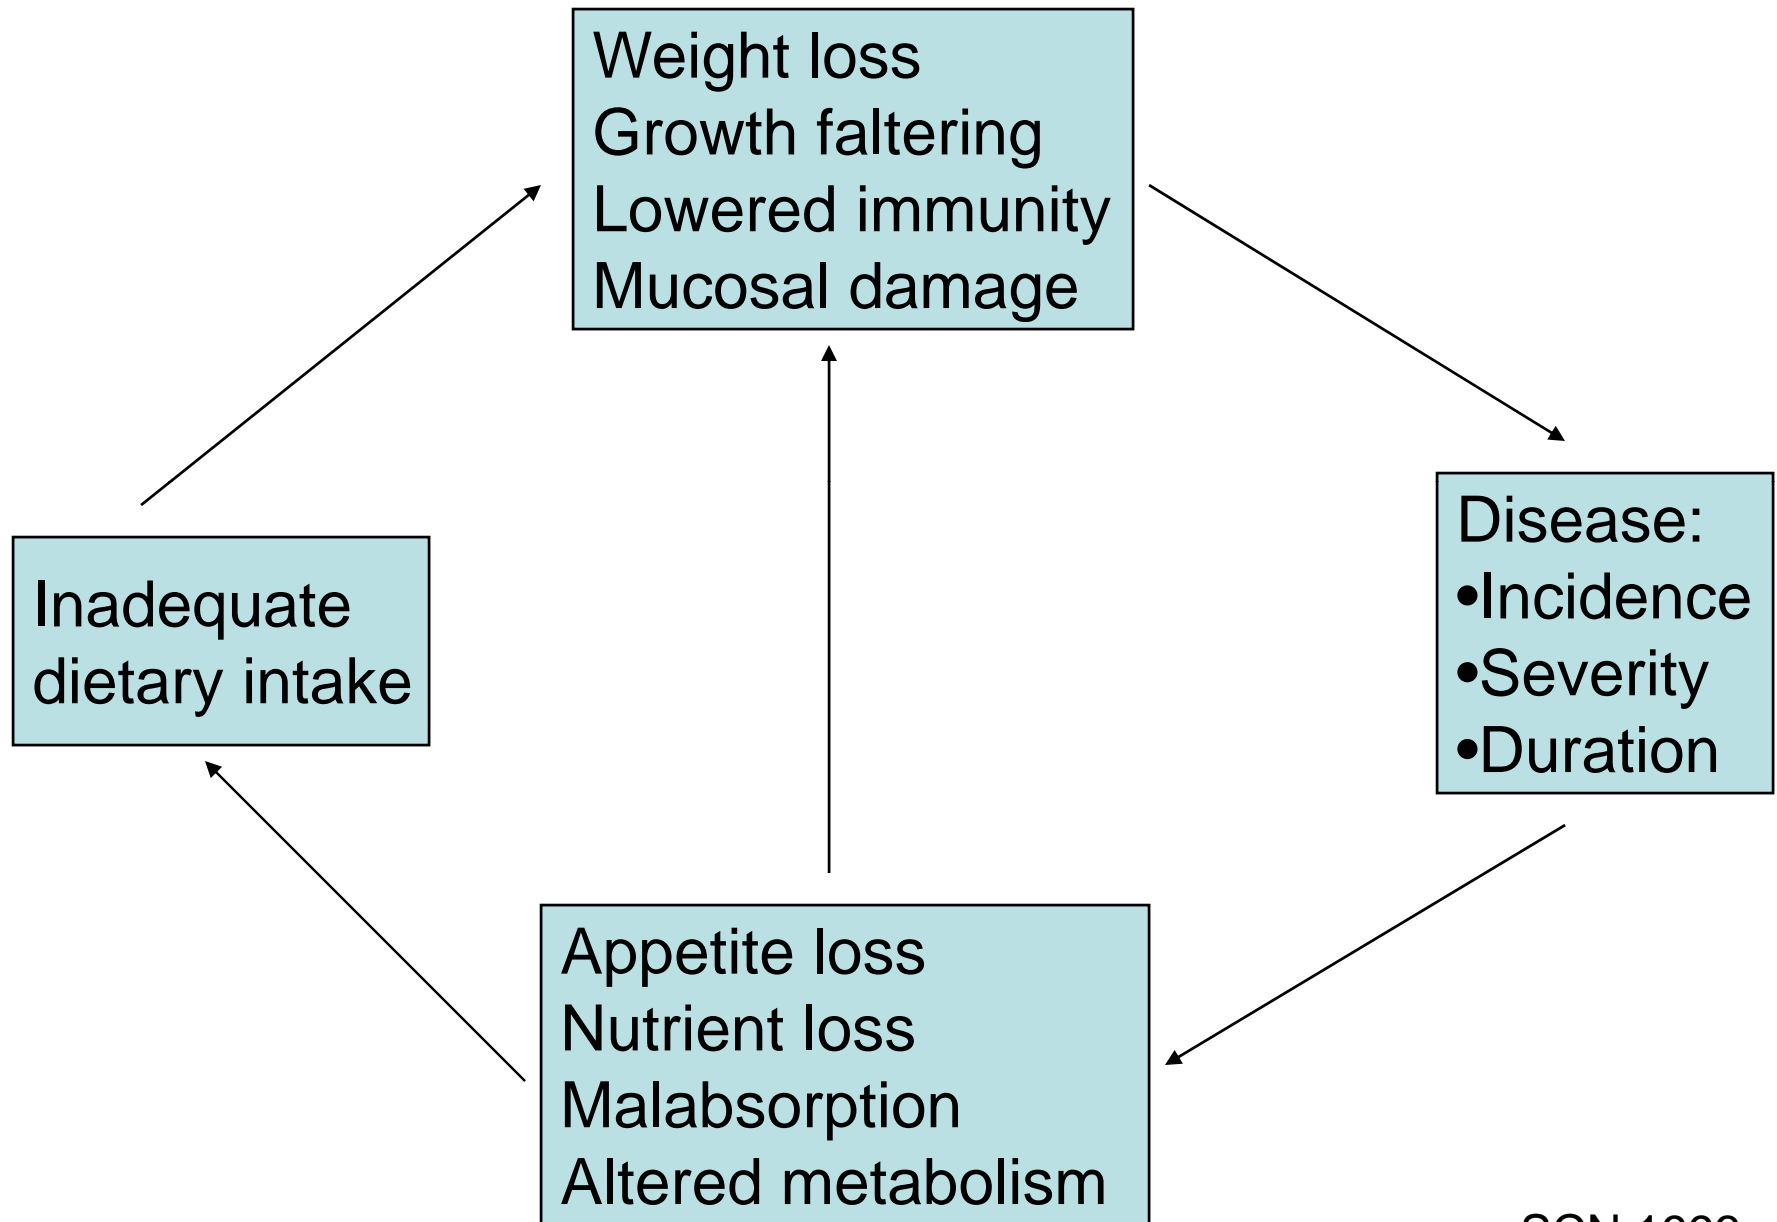 Weight loss
Growth faltering
Lowered immunity
Mucosal damage
Inadequate
dietary intake
Disease:
•Incidence
•Severity
•Duration
Appetite loss
Nutrient loss
Malabsorption
Altered metabolism